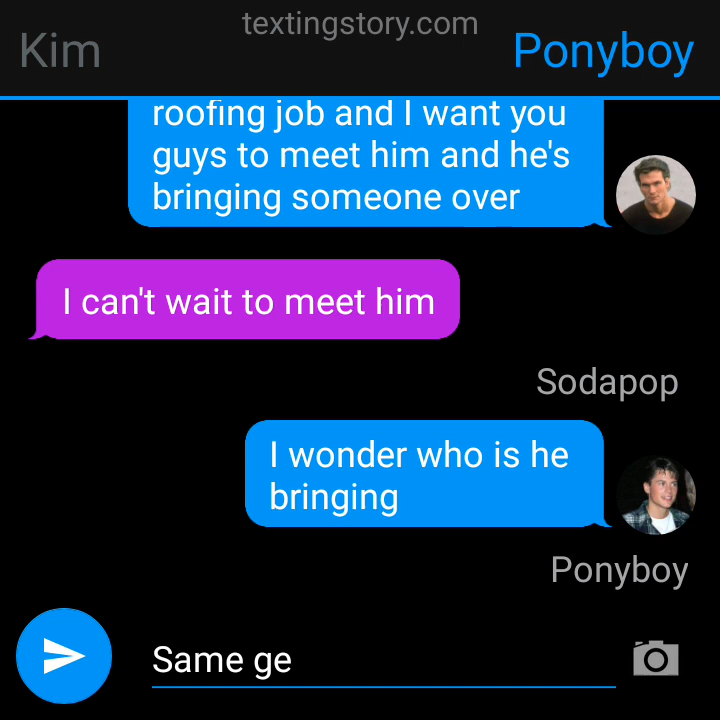 textingstory.com
Kim
Ponyboy
roofing job and I want you
guys to meet him and he's
bringing someone over
I can't wait to meet him
Sodapop
I wonder who is he
bringing
Ponyboy
Same ge